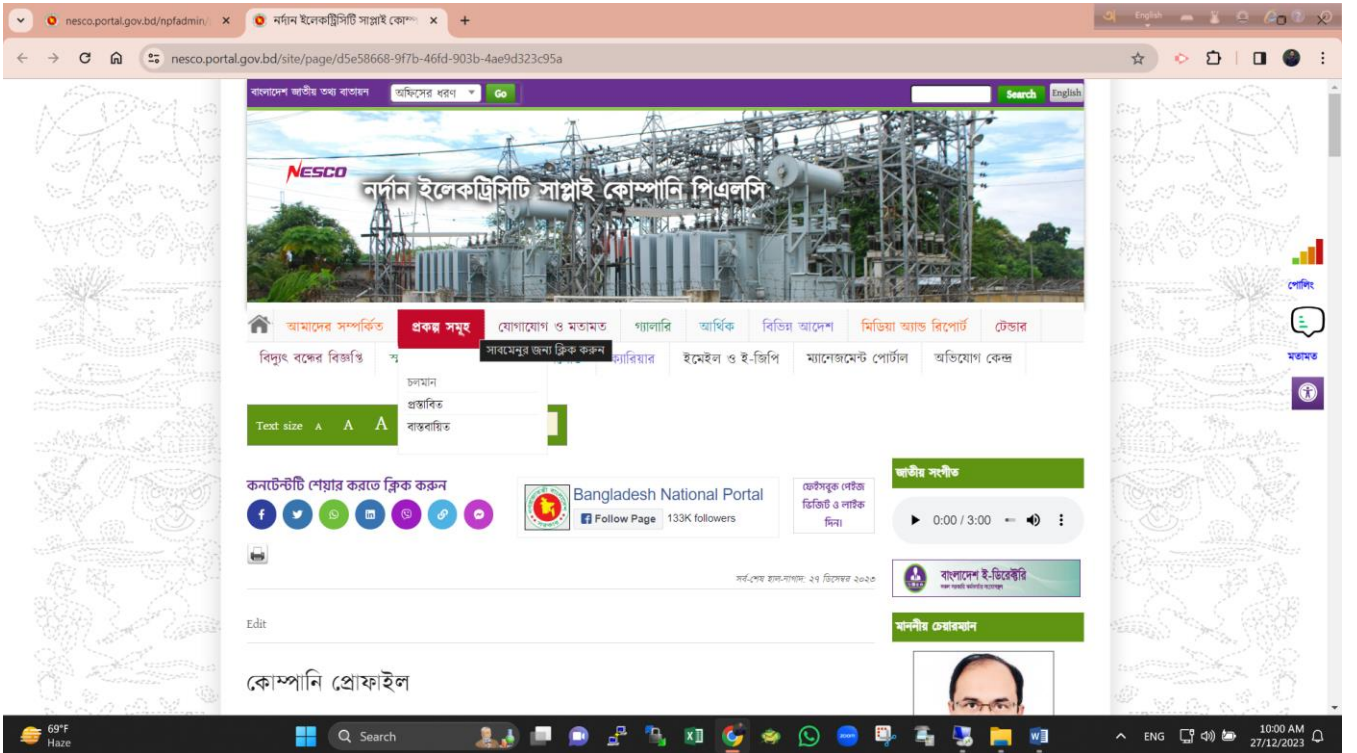 nesco.portal.gov.bd/npfadmin/
নর্দান ইলেকট্রিসিটি সাপ্লাই কোম্প
English
nesco.portal.gov.bd/site/page/d5e58668-9f7b-46fd-903b-4ae9d323c95a
বাংলাদেশ জাতীয় তথ্য বাতায়ন
অফিসের ধরণ
Go
Search
English
NESCO
নর্দান ইলেকট্রিসিটি সাপ্লাই কোম্পানি পিএলসি
আমাদের সম্পর্কিত প্রকল্প সমূহ যোগাযোগ ও মতামত গ্যালারি আর্থিক বিভিন্ন আদেশ মিডিয়া অ্যান্ড রিপোর্ট টেন্ডার
সাবমেনুর জন্য ক্লিক করুন
বিদ্যুৎ বন্ধের বিজ্ঞপ্তি ক্যারিয়ার ইমেইল ও ই-জিপি ম্যানেজমেন্ট পোর্টাল অভিযোগ কেন্দ্র
চলমান
প্রস্তাবিত
বাস্তবায়িত
পোলিং
মতামত
Text size A A A
কনটেন্টটি শেয়ার করতে ক্লিক করুন
Bangladesh National Portal
Follow Page 133K followers
ফেইসবুক পেইজ
ভিজিট ও লাইক
দিন।
জাতীয় সংগীত
0:00 / 3:00
সর্ব-শেষ হাল-নাগাদ: ২৭ ডিসেম্বর ২০২৩
বাংলাদেশ ই-ডিরেক্টরি
Edit
মাননীয় চেয়ারম্যান
কোম্পানি প্রোফাইল
69°F
Haze
Search
zoom
ENG
10:00 AM
27/12/2023